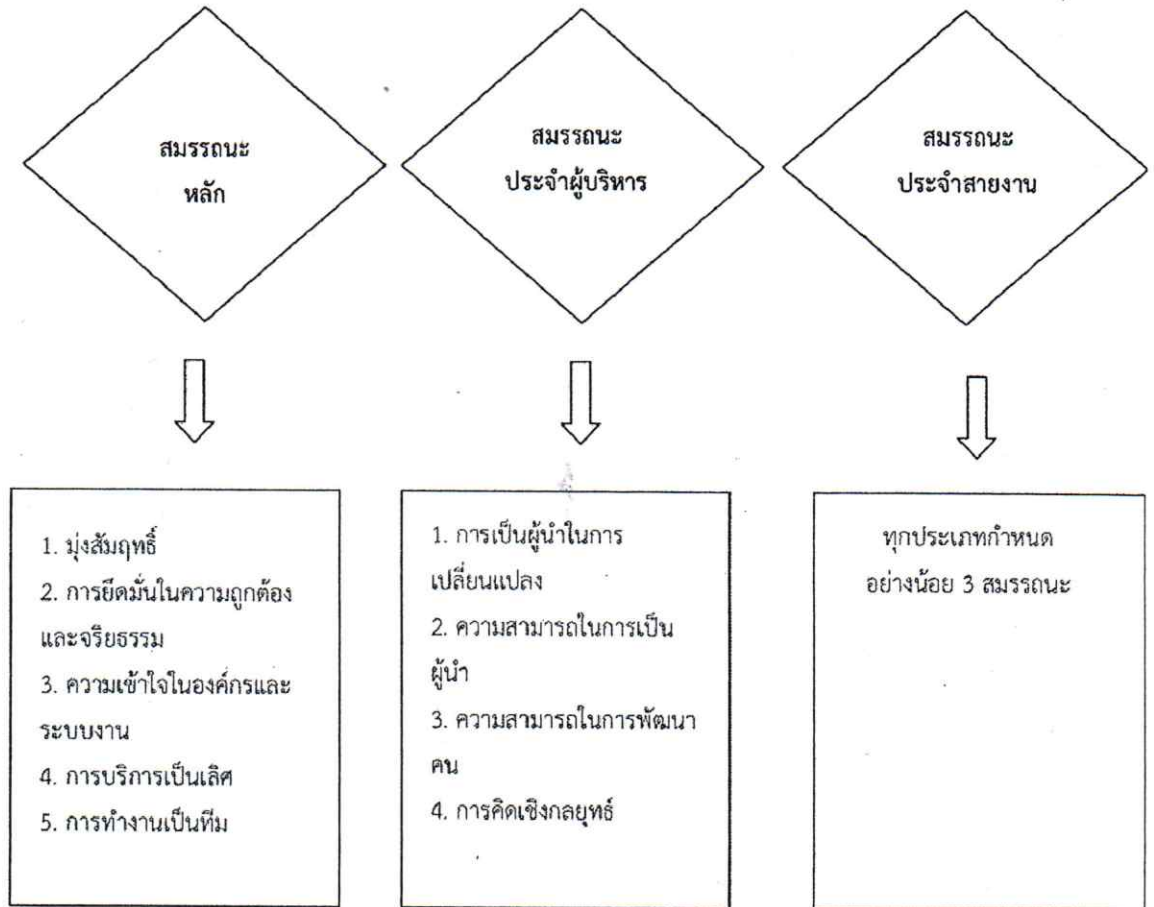 สมรรถนะ
หลัก
สมรรถนะ
ประจำผู้บริหาร
สมรรถนะ
ประจำสายงาน
1. มุ่งสัมฤทธิ์
2. การยึดมั่นในความถูกต้อง
และจริยธรรม
3. ความเข้าใจในองค์กรและ
ระบบงาน
4. การบริการเป็นเลิศ
5. การทำงานเป็นทีม
1. การเป็นผู้นำในการ
เปลี่ยนแปลง
2. ความสามารถในการเป็น
ผู้นำ
3. ความสามารถในการพัฒนา
คน
4. การคิดเชิงกลยุทธ์
ทุกประเภทกำหนด
อย่างน้อย 3 สมรรถนะ